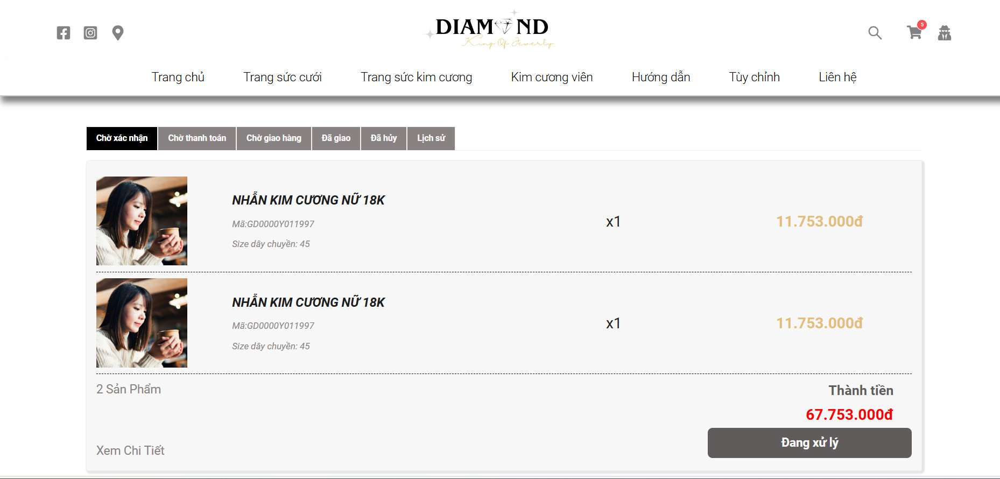 DIAMOND
King Of Jewerly
5
Trang chủ Trang sức cưới Trang sức kim cương Kim cương viên Hướng dẫn Tùy chỉnh Liên hệ
Chờ xác nhận Chờ thanh toán Chờ giao hàng Đã giao Đã hủy Lịch sử
NHẪN KIM CƯƠNG NỮ 18K
Mã:GD0000Y011997
Size dây chuyền: 45
x1
11.753.000đ
NHẪN KIM CƯƠNG NỮ 18K
Mã:GD0000Y011997
Size dây chuyền: 45
x1
11.753.000đ
2 Sản Phẩm
Thành tiền
67.753.000đ
Đang xử lý
Xem Chi Tiết